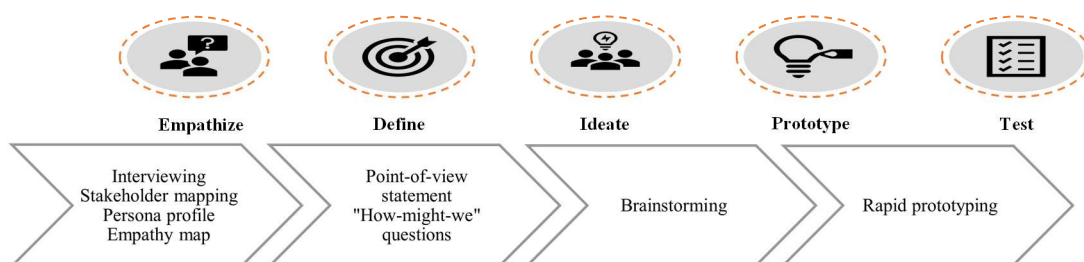 ?
Empathize
Define
Ideate
Prototype
Test
Interviewing
Stakeholder mapping
Persona profile
Empathy map
Point-of-view
statement
"How-might-we"
questions
Brainstorming
Rapid prototyping